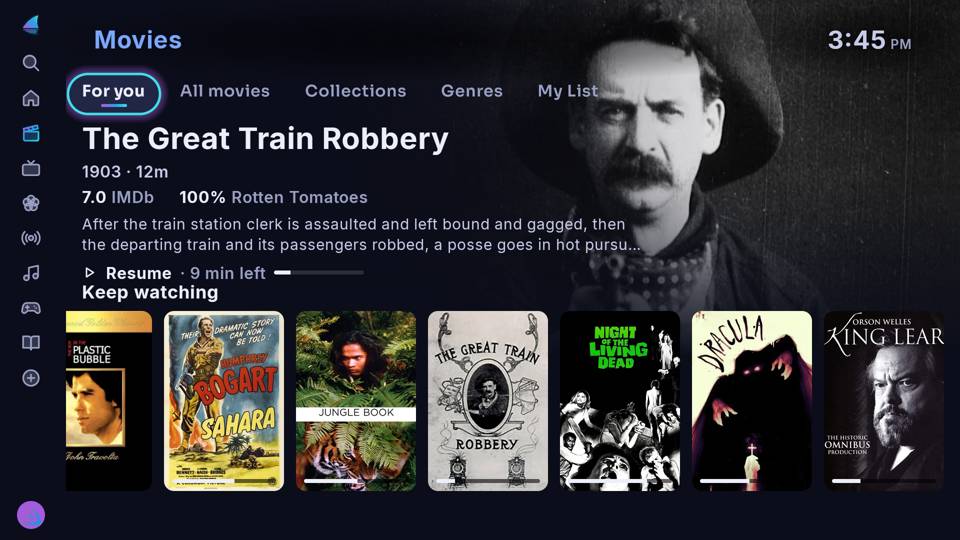 Movies
3:45 PM
For you
All movies
Collections
Genres
My List
The Great Train Robbery
1903 · 12m
7.0 IMDb 100% Rotten Tomatoes
After the train station clerk is assaulted and left bound and gagged, then
the departing train and its passengers robbed, a posse goes in hot pursu...
Resume · 9 min left
Keep watching
PLASTIC
BUBBLE
John Travolta
THEIR DRAMATIC STORY
CAN NOW
BE TOLD!
HUMPHREY
BOGART
SAHARA
JUNGLE BOOK
THE GREAT TRAIN
ROBBERY
NIGHT
OF THE
LIVING
DEAD
DRACULA
ORSON WELLES
KING LEAR
THE HISTORIC
OMNIBUS
PRODUCTION